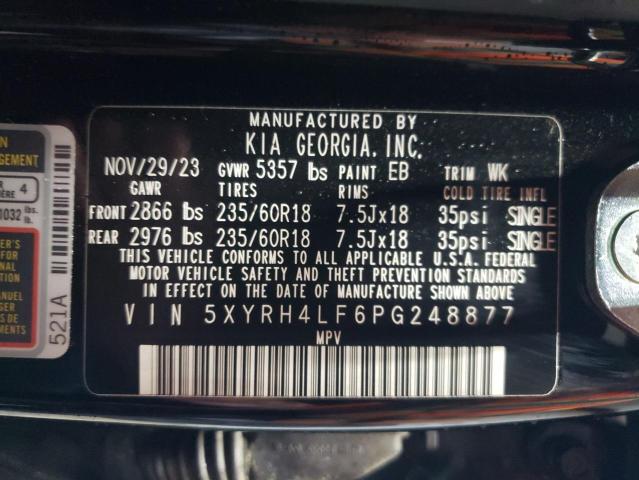 MANUFACTURED BY
KIA GEORGIA, INC.
NOV/29/23 GVWR 5357 lbs PAINT EB TRIM WK
GAWR TIRES RIMS COLD TIRE INFL
FRONT 2866 lbs 235/60R18 7.5Jx18 35psi SINGLE
REAR 2976 lbs 235/60R18 7.5Jx18 35psi SINGLE
THIS VEHICLE CONFORMS TO ALL APPLICABLE U.S.A. FEDERAL
MOTOR VEHICLE SAFETY AND THEFT PREVENTION STANDARDS
IN EFFECT ON THE DATE OF MANUFACTURE SHOWN ABOVE
VIN 5XYRH4LF6PG248877
MPV
4
1032 lbs.
521A